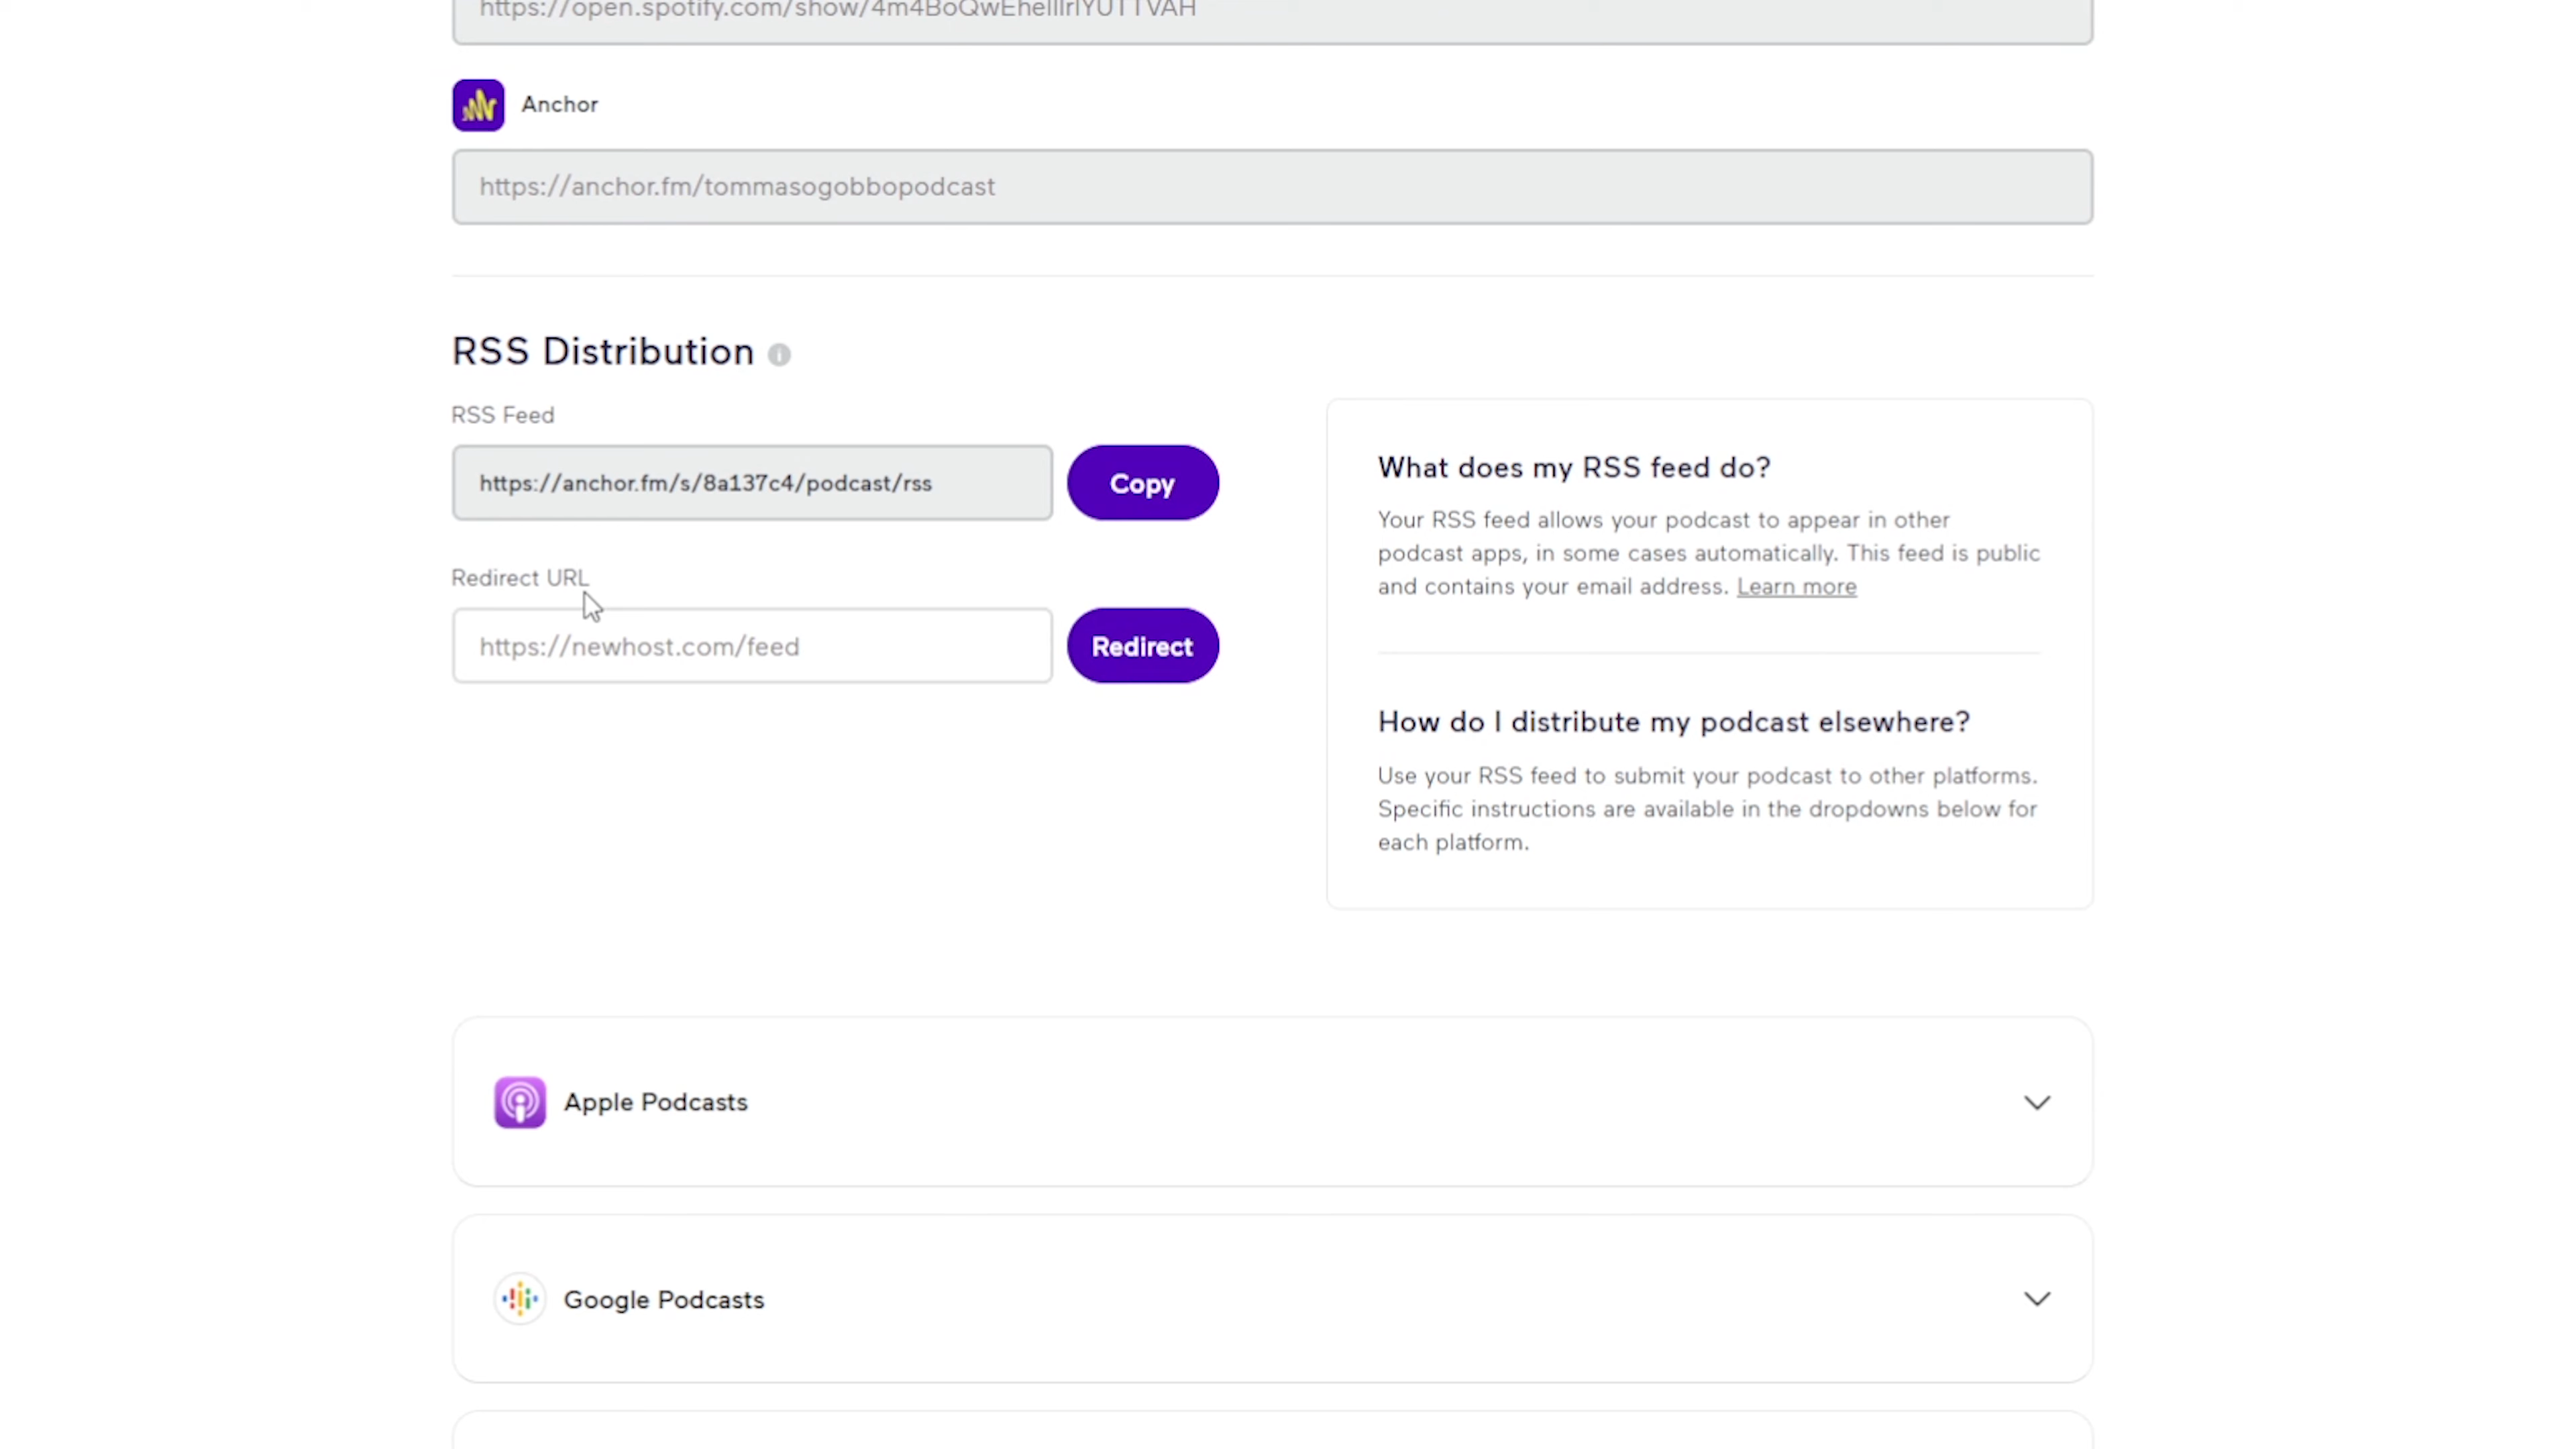 Anchor
https://anchor.fm/tommasogobbopodcast
RSS Distribution
RSS Feed
https://anchor.fm/s/8a137c4/podcast/rss
Copy
Redirect URL
https://newhost.com/feed
Redirect
What does my RSS feed do?
Your RSS feed allows your podcast to appear in other
podcast apps, in some cases automatically. This feed is public
and contains your email address. Learn more
How do I distribute my podcast elsewhere?
Use your RSS feed to submit your podcast to other platforms.
Specific instructions are available in the dropdowns below for
each platform.
Apple Podcasts
Google Podcasts